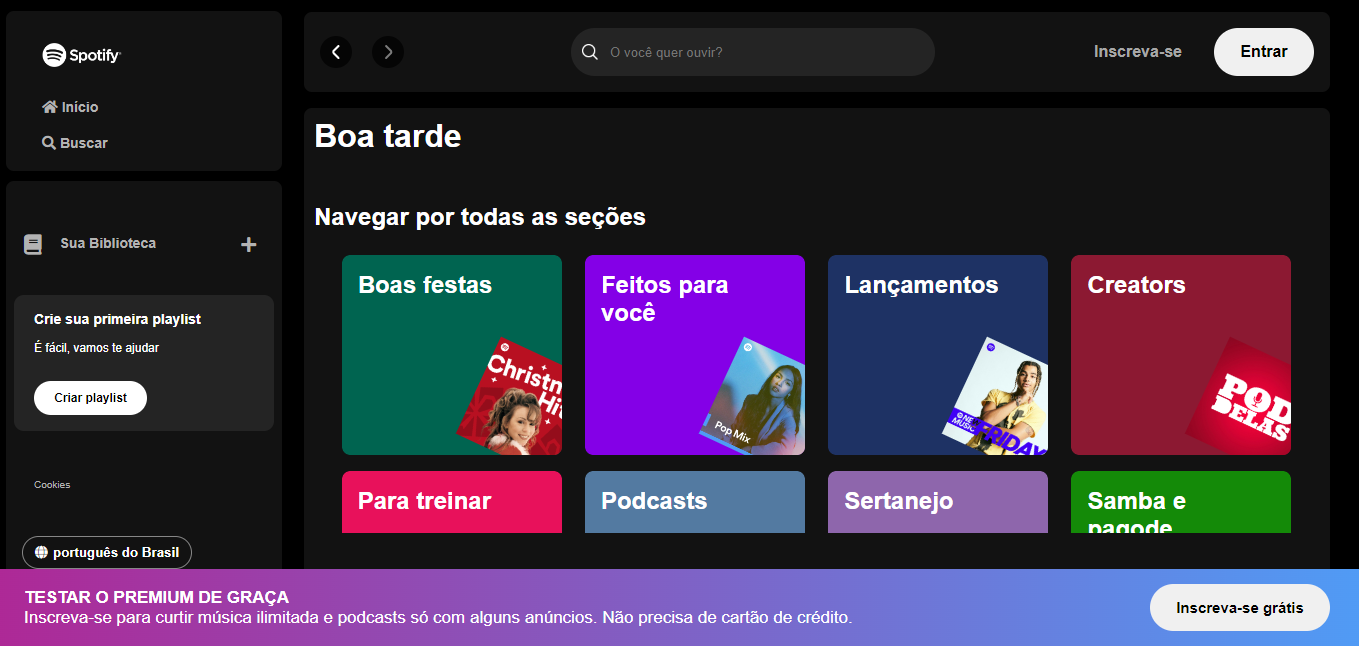 Spotify
Início
Buscar
Sua Biblioteca
Crie sua primeira playlist
É fácil, vamos te ajudar
Criar playlist
Cookies
português do Brasil
O você quer ouvir?
Inscreva-se
Entrar
Boa tarde
Navegar por todas as seções
Boas festas
Christm
Hi
Feitos para
você
Pop Mix
Lançamentos
NE
MUSIC
FRIDAY
Creators
POD
DELAS
Para treinar
Podcasts
Sertanejo
Samba e
pagode
TESTAR O PREMIUM DE GRAÇA
Inscreva-se para curtir música ilimitada e podcasts só com alguns anúncios. Não precisa de cartão de crédito.
Inscreva-se grátis